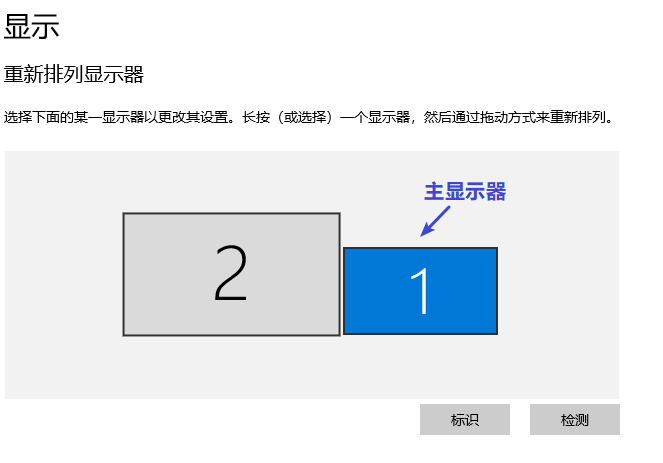 显示
重新排列显示器
选择下面的某一显示器以更改其设置。长按（或选择）一个显示器，然后通过拖动方式来重新排列。
主显示器
2
1
标识
检测